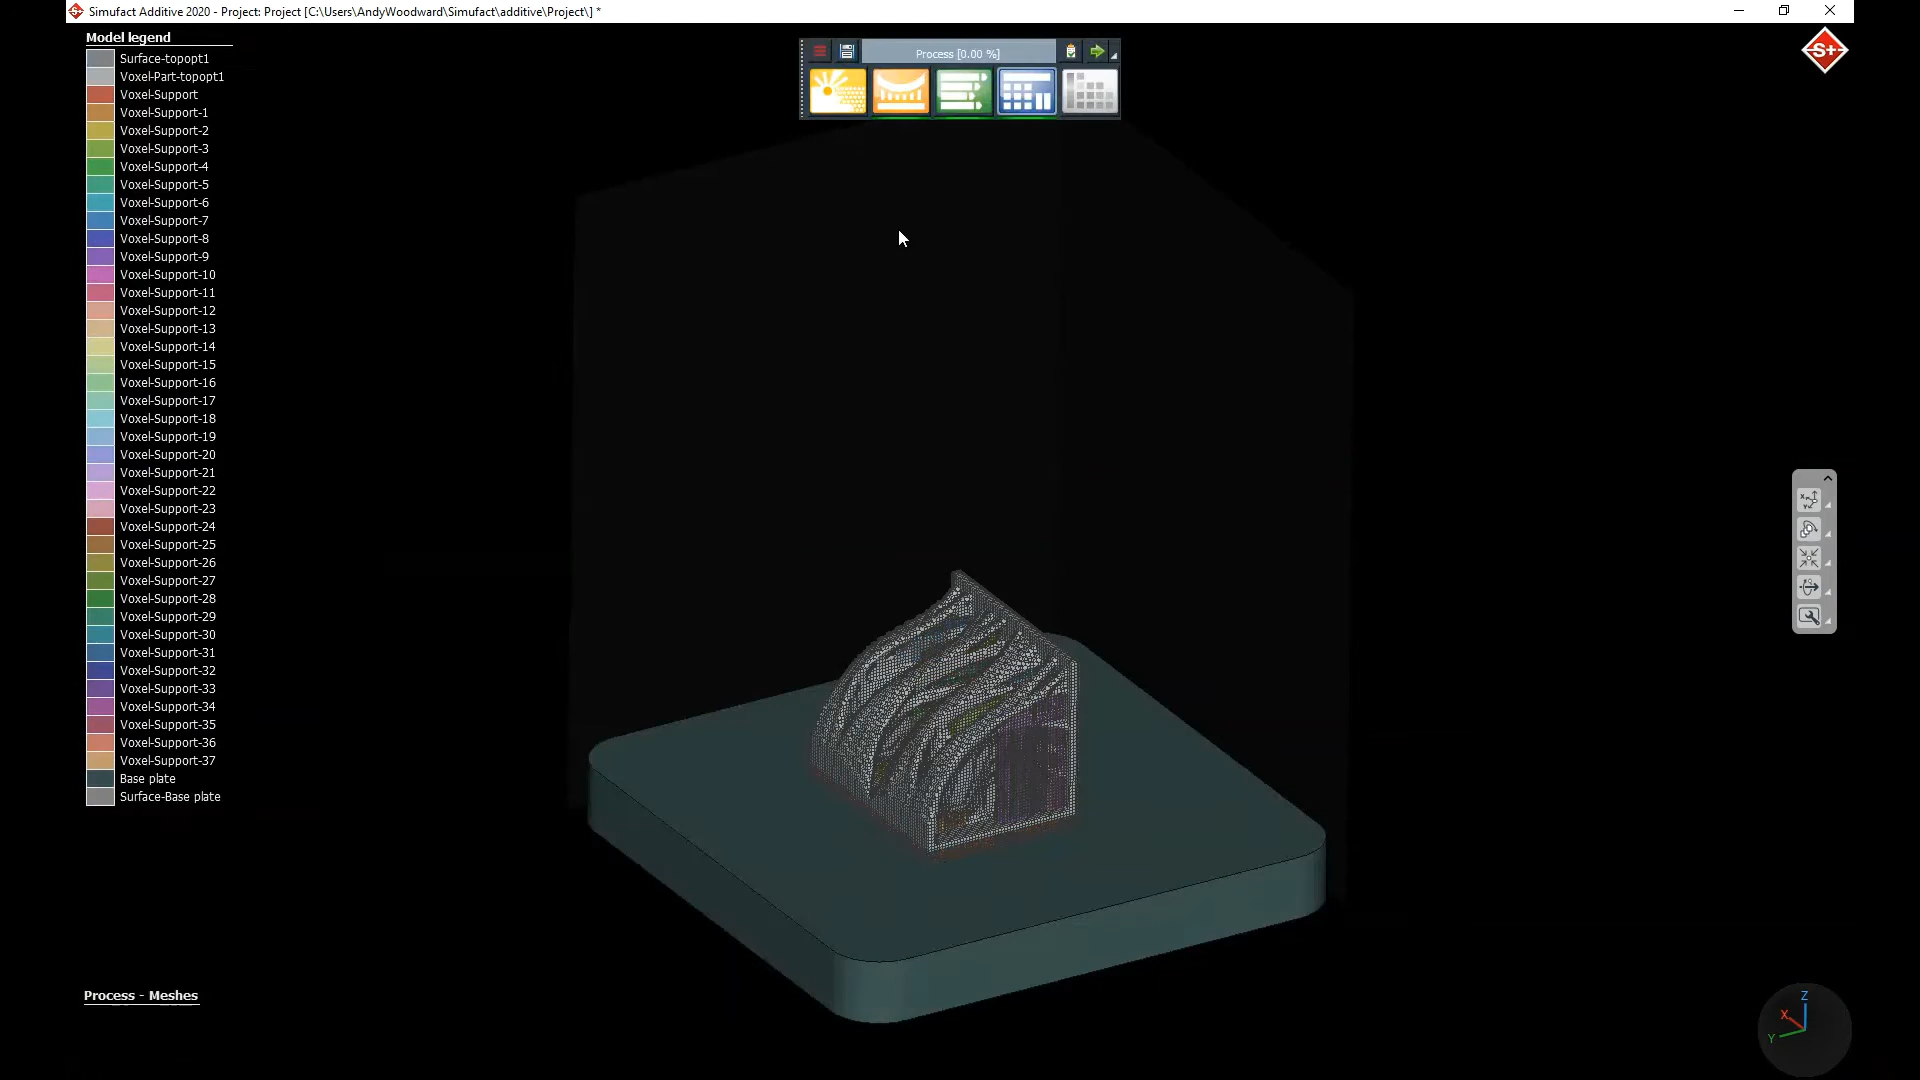 Simufact Additive 2020 - Project: Project [C:\Users\AndyWoodward\Simufact\additive\Project\] *
Model legend
Surface-topopt1
Voxel-Part-topopt1
Voxel-Support
Voxel-Support-1
Voxel-Support-2
Voxel-Support-3
Voxel-Support-4
Voxel-Support-5
Voxel-Support-6
Voxel-Support-7
Voxel-Support-8
Voxel-Support-9
Voxel-Support-10
Voxel-Support-11
Voxel-Support-12
Voxel-Support-13
Voxel-Support-14
Voxel-Support-15
Voxel-Support-16
Voxel-Support-17
Voxel-Support-18
Voxel-Support-19
Voxel-Support-20
Voxel-Support-21
Voxel-Support-22
Voxel-Support-23
Voxel-Support-24
Voxel-Support-25
Voxel-Support-26
Voxel-Support-27
Voxel-Support-28
Voxel-Support-29
Voxel-Support-30
Voxel-Support-31
Voxel-Support-32
Voxel-Support-33
Voxel-Support-34
Voxel-Support-35
Voxel-Support-36
Voxel-Support-37
Base plate
Surface-Base plate
Process - Meshes
Process [0.00 %]
S+
Z
X
Y